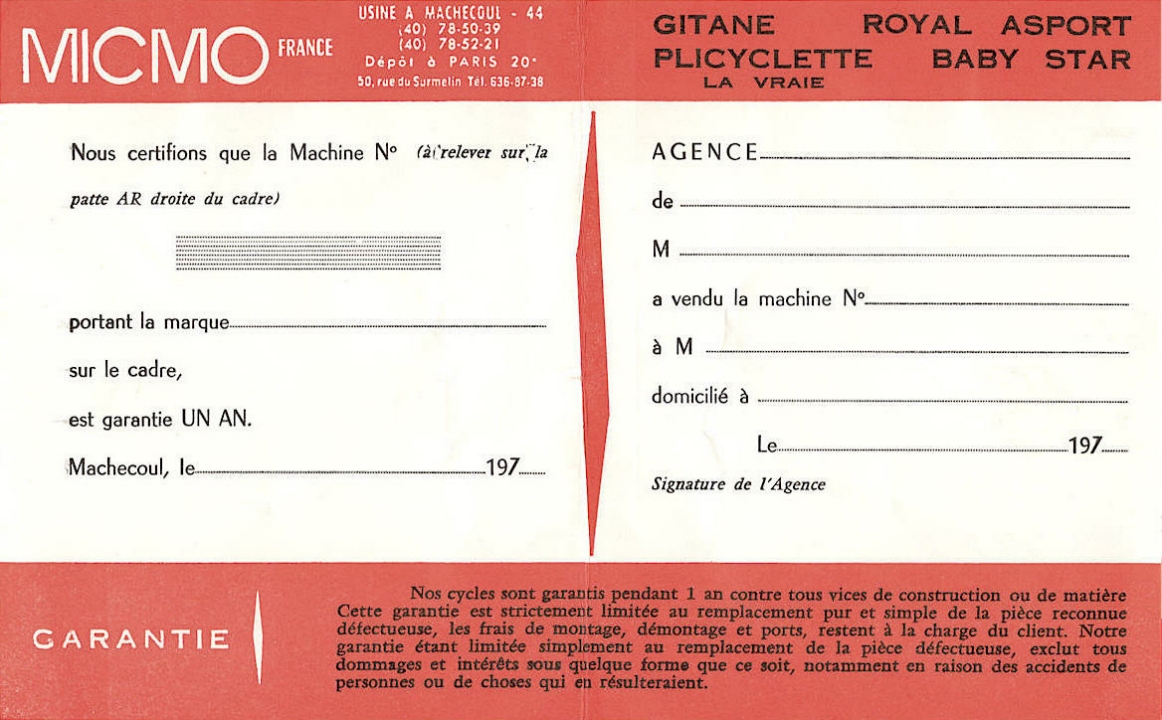 MICMO FRANCE
USINE A MACHECOUL - 44
(40) 78-50-39
(40) 78-52-21
Dépôt à PARIS 20e
50, rue du Surmelin Tél. 636-87-38
GITANE ROYAL ASPORT
PLICYCLETTE BABY STAR
LA VRAIE
Nous certifions que la Machine Nº (à relever sur la
patte AR droite du cadre)
portant la marque
sur le cadre,
est garantie UN AN.
Machecoul, le 197
AGENCE
de
M
a vendu la machine Nº
à M
domicilié à
Le 197
Signature de l'Agence
GARANTIE
Nos cycles sont garantis pendant 1 an contre tous vices de construction ou de matière
Cette garantie est strictement limitée au remplacement pur et simple de la pièce reconnue
défectueuse, les frais de montage, démontage et ports, restent à la charge du client. Notre
garantie étant limitée simplement au remplacement de la pièce défectueuse, exclut tous
dommages et intérêts sous quelque forme que ce soit, notamment en raison des accidents de
personnes ou de choses qui en résulteraient.